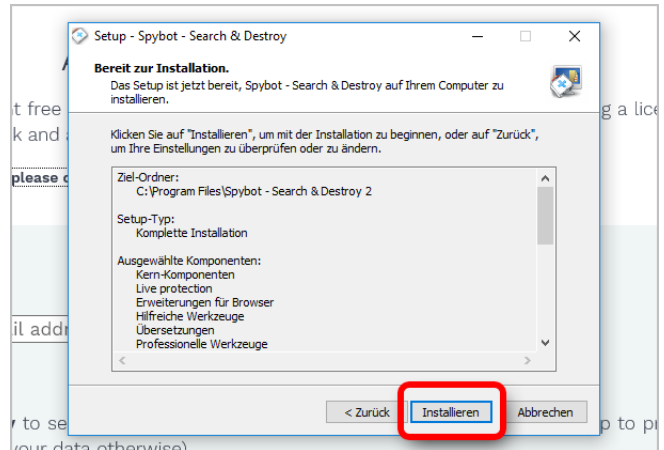 Setup - Spybot - Search & Destroy
Bereit zur Installation.
Das Setup ist jetzt bereit, Spybot - Search & Destroy auf Ihrem Computer zu
installieren.
t free
g a lice
k and
Klicken Sie auf "Installieren", um mit der Installation zu beginnen, oder auf "Zurück",
um Ihre Einstellungen zu überprüfen oder zu ändern.
please
Ziel-Ordner:
C:\Program Files\Spybot - Search & Destroy 2
Setup-Typ:
Komplette Installation
Ausgewählte Komponenten:
Kern-Komponenten
Live protection
Erweiterungen für Browser
Hilfreiche Werkzeuge
Übersetzungen
Professionelle Werkzeuge
il addr
< Zurück
Installieren
Abbrechen
to se
p to pr
your data otherwise)